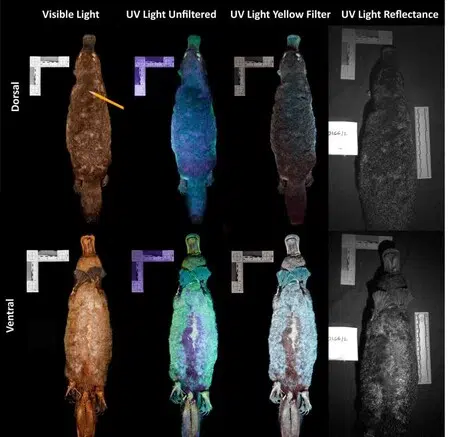 Visible Light
UV Light Unfiltered
UV Light Yellow Filter
UV Light Reflectance
Dorsal
Ventral